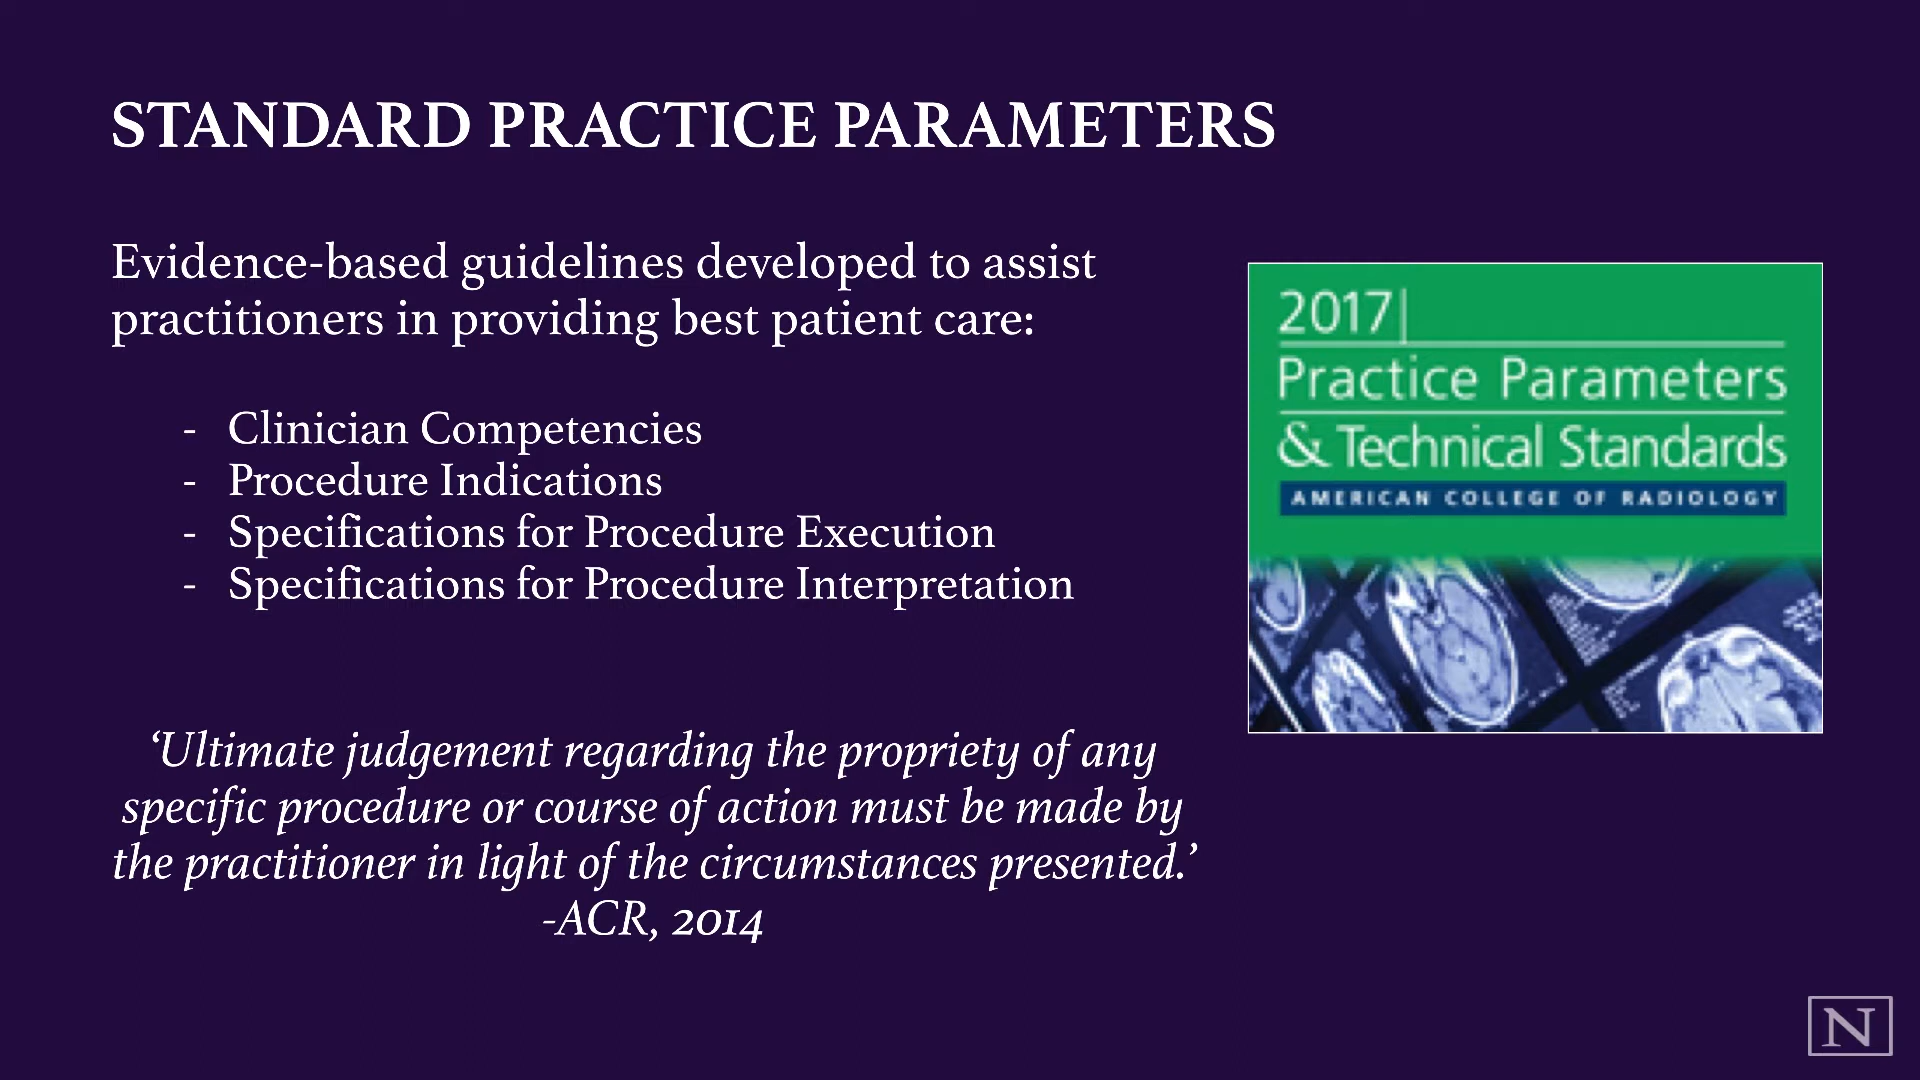 STANDARD PRACTICE PARAMETERS
Evidence-based guidelines developed to assist
practitioners in providing best patient care:
- Clinician Competencies
- Procedure Indications
- Specifications for Procedure Execution
- Specifications for Procedure Interpretation
‘Ultimate judgement regarding the propriety of any
specific procedure or course of action must be made by
the practitioner in light of the circumstances presented.’
-ACR, 2014
2017|
Practice Parameters
& Technical Standards
AMERICAN COLLEGE OF RADIOLOGY
N